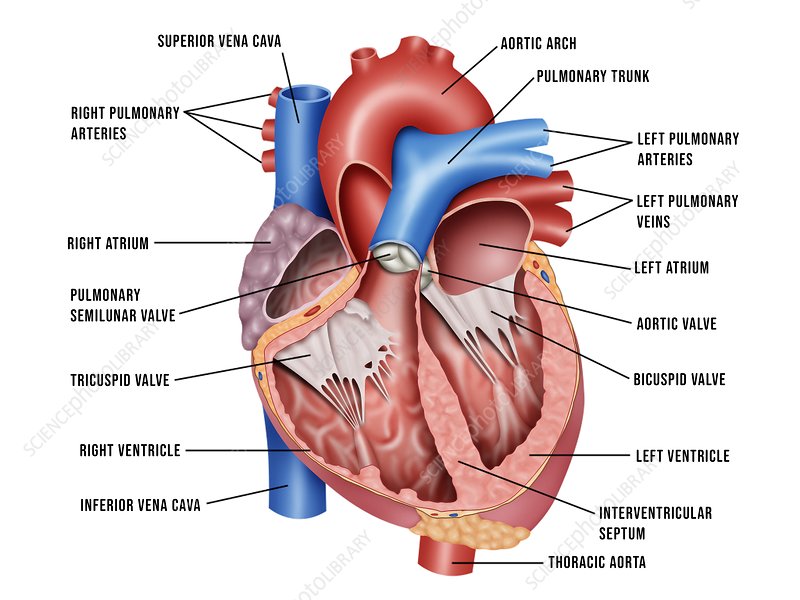 SUPERIOR VENA CAVA
AORTIC ARCH
PULMONARY TRUNK
RIGHT PULMONARY
ARTERIES
LEFT PULMONARY
ARTERIES
LEFT PULMONARY
VEINS
RIGHT ATRIUM
LEFT ATRIUM
PULMONARY
SEMILUNAR VALVE
AORTIC VALVE
TRICUSPID VALVE
BICUSPID VALVE
RIGHT VENTRICLE
LEFT VENTRICLE
INFERIOR VENA CAVA
INTERVENTRICULAR
SEPTUM
THORACIC AORTA
SCIENCEphotoLIBRARY